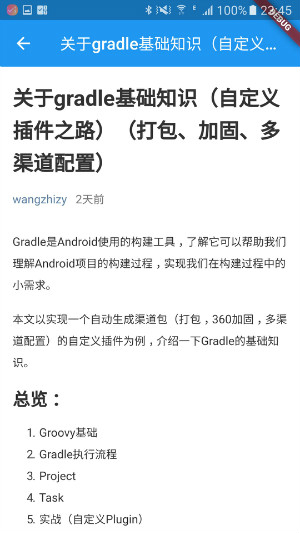 100% 23:45
DEBUG
关于gradle基础知识（自定义...
关于gradle基础知识（自定义
插件之路）（打包、加固、多
渠道配置）
wangzhizy 2天前
Gradle是Android使用的构建工具，了解它可以帮助我们
理解Android项目的构建过程，实现我们在构建过程中的
小需求。
本文以实现一个自动生成渠道包（打包，360加固，多渠
道配置）的自定义插件为例，介绍一下Gradle的基础知
识。
总览：
1. Groovy基础
2. Gradle执行流程
3. Project
4. Task
5. 实战（自定义Plugin）